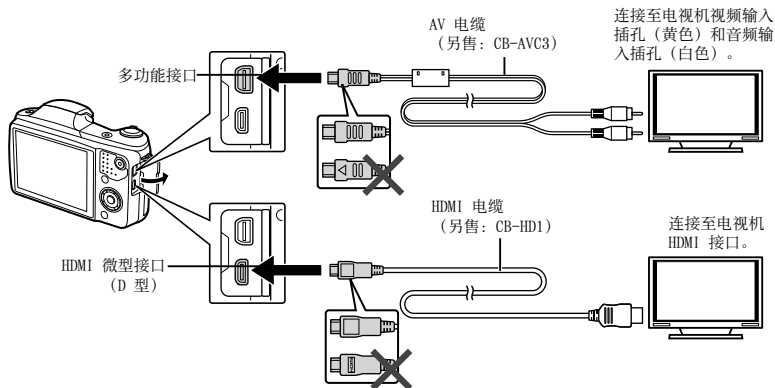 AV 电缆
(另售: CB-AVC3)
连接至电视机视频输入
插孔(黄色)和音频输
入插孔(白色)。
多功能接口
HDMI 电缆
(另售: CB-HD1)
连接至电视机
HDMI 接口。
HDMI 微型接口
(D 型)
HDMI